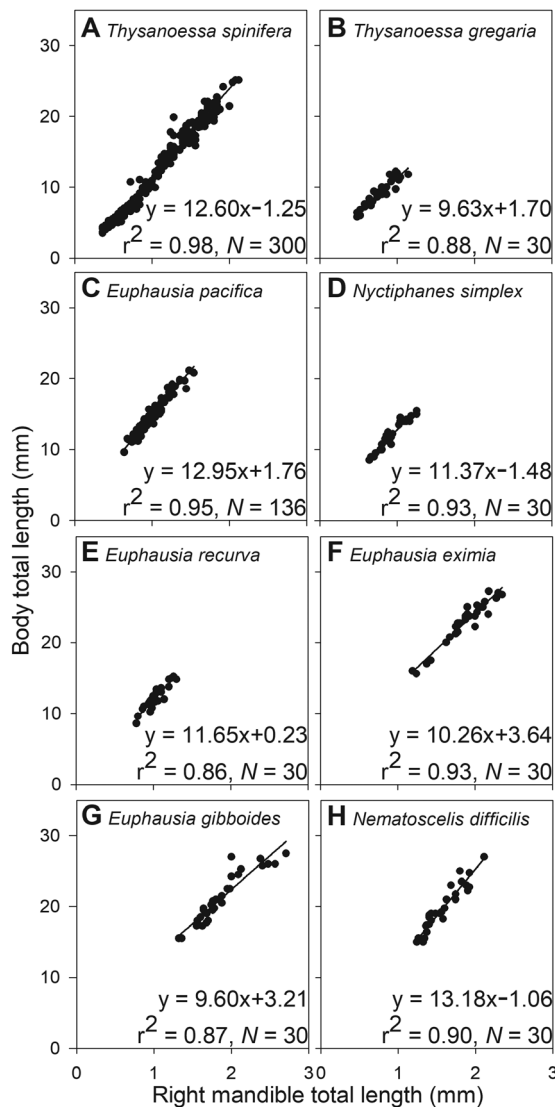 A Thysanoessa spinifera
B Thysanoessa gregaria
30
20
10
0
y = 12.60x−1.25
r² = 0.98, N = 300
y = 9.63x+1.70
r² = 0.88, N = 30
C Euphausia pacifica
D Nyctiphanes simplex
30
20
10
0
y = 12.95x+1.76
r² = 0.95, N = 136
y = 11.37x−1.48
r² = 0.93, N = 30
Body total length (mm)
E Euphausia recurva
F Euphausia eximia
30
20
10
0
y = 11.65x+0.23
r² = 0.86, N = 30
y = 10.26x+3.64
r² = 0.93, N = 30
G Euphausia gibboides
H Nematoscelis difficilis
30
20
10
0
y = 9.60x+3.21
r² = 0.87, N = 30
y = 13.18x−1.06
r² = 0.90, N = 30
0 1 2 3 0 1 2 3
Right mandible total length (mm)